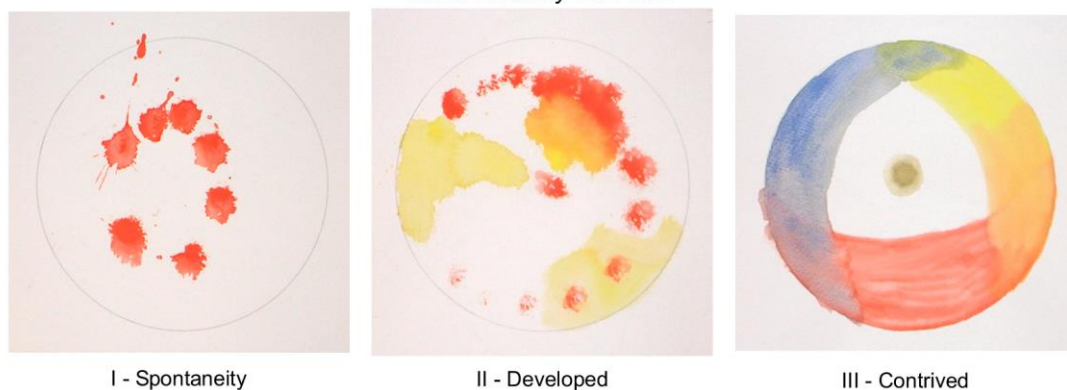 I - Spontaneity
II - Developed
III - Contrived